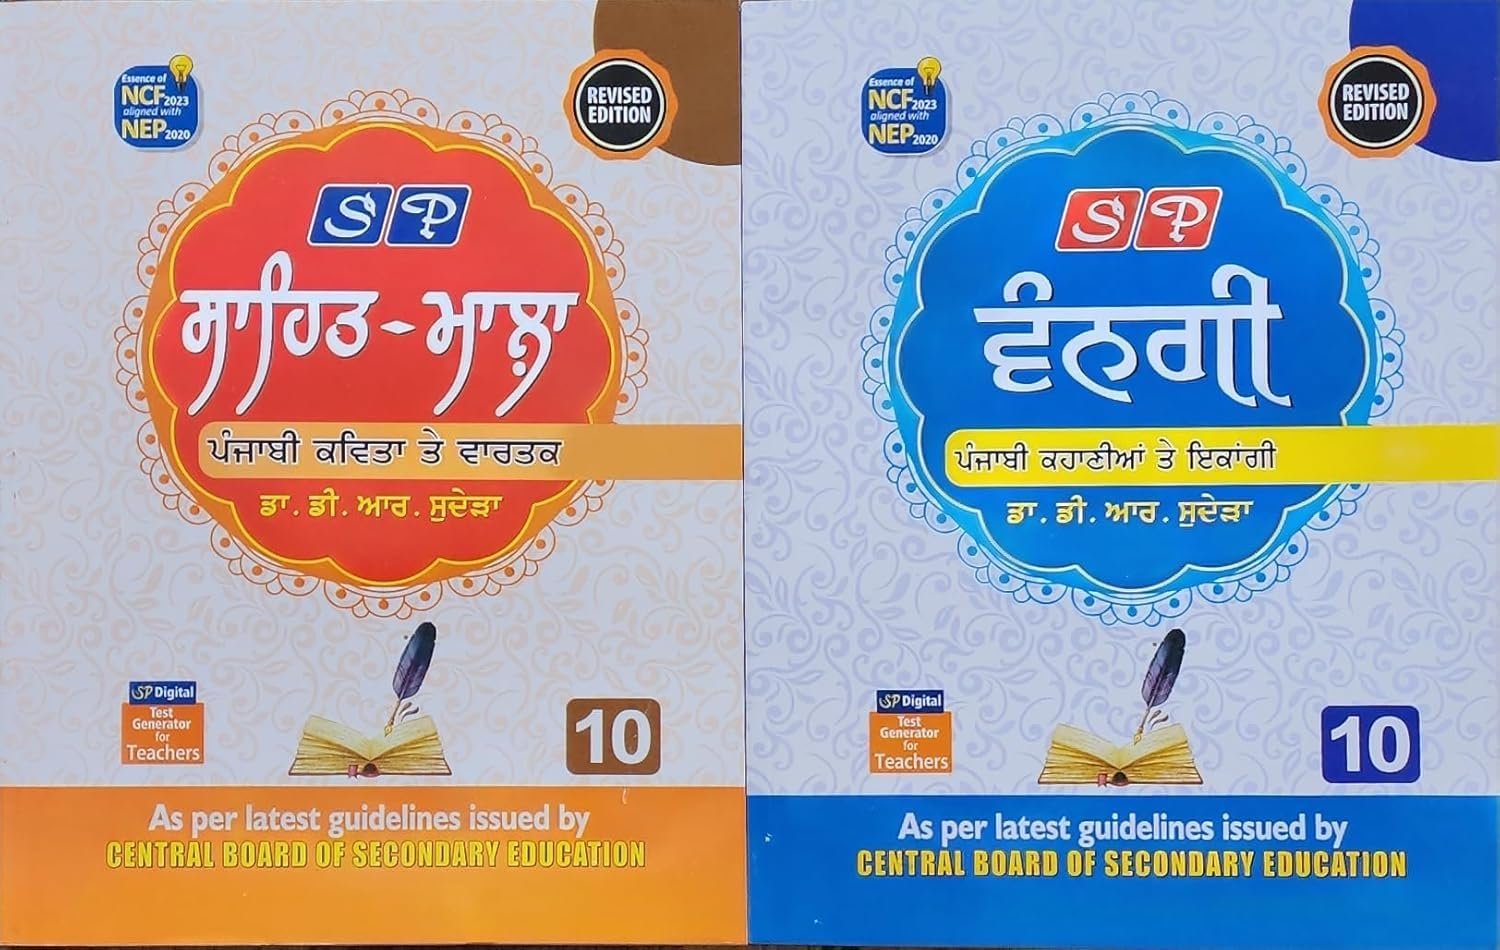 Essence of
NCF 2023
aligned with
NEP 2020
REVISED
EDITION
SP
ਸਾਹਿਤ-ਮਾਲਾ
ਪੰਜਾਬੀ ਕਵਿਤਾ ਤੇ ਵਾਰਤਕ
ਡਾ. ਡੀ. ਆਰ. ਸੁਦੇੜਾ
SP Digital
Test
Generator
for
Teachers
10
As per latest guidelines issued by
CENTRAL BOARD OF SECONDARY EDUCATION
Essence of
NCF 2023
aligned with
NEP 2020
REVISED
EDITION
SP
ਵੰਨਗੀ
ਪੰਜਾਬੀ ਕਹਾਣੀਆਂ ਤੇ ਇਕਾਂਗੀ
ਡਾ. ਡੀ. ਆਰ. ਸੁਦੇੜਾ
SP Digital
Test
Generator
for
Teachers
10
As per latest guidelines issued by
CENTRAL BOARD OF SECONDARY EDUCATION